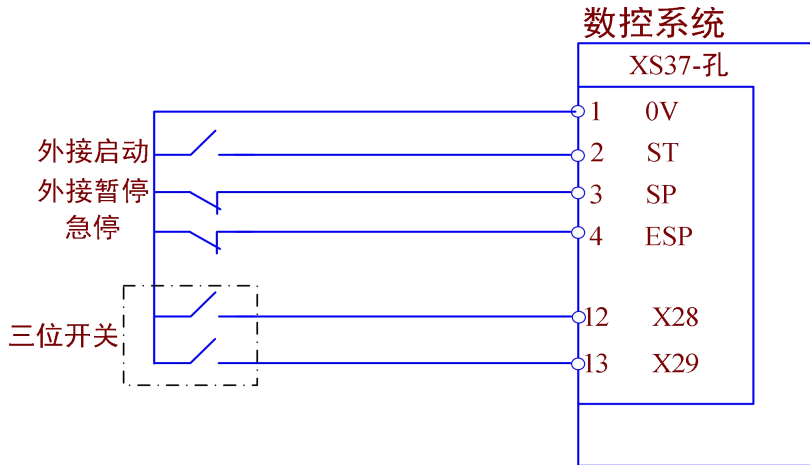 数控系统
XS37-孔
1 0V
外接启动 2 ST
外接暂停 3 SP
急停 4 ESP
12 X28
三位开关
13 X29